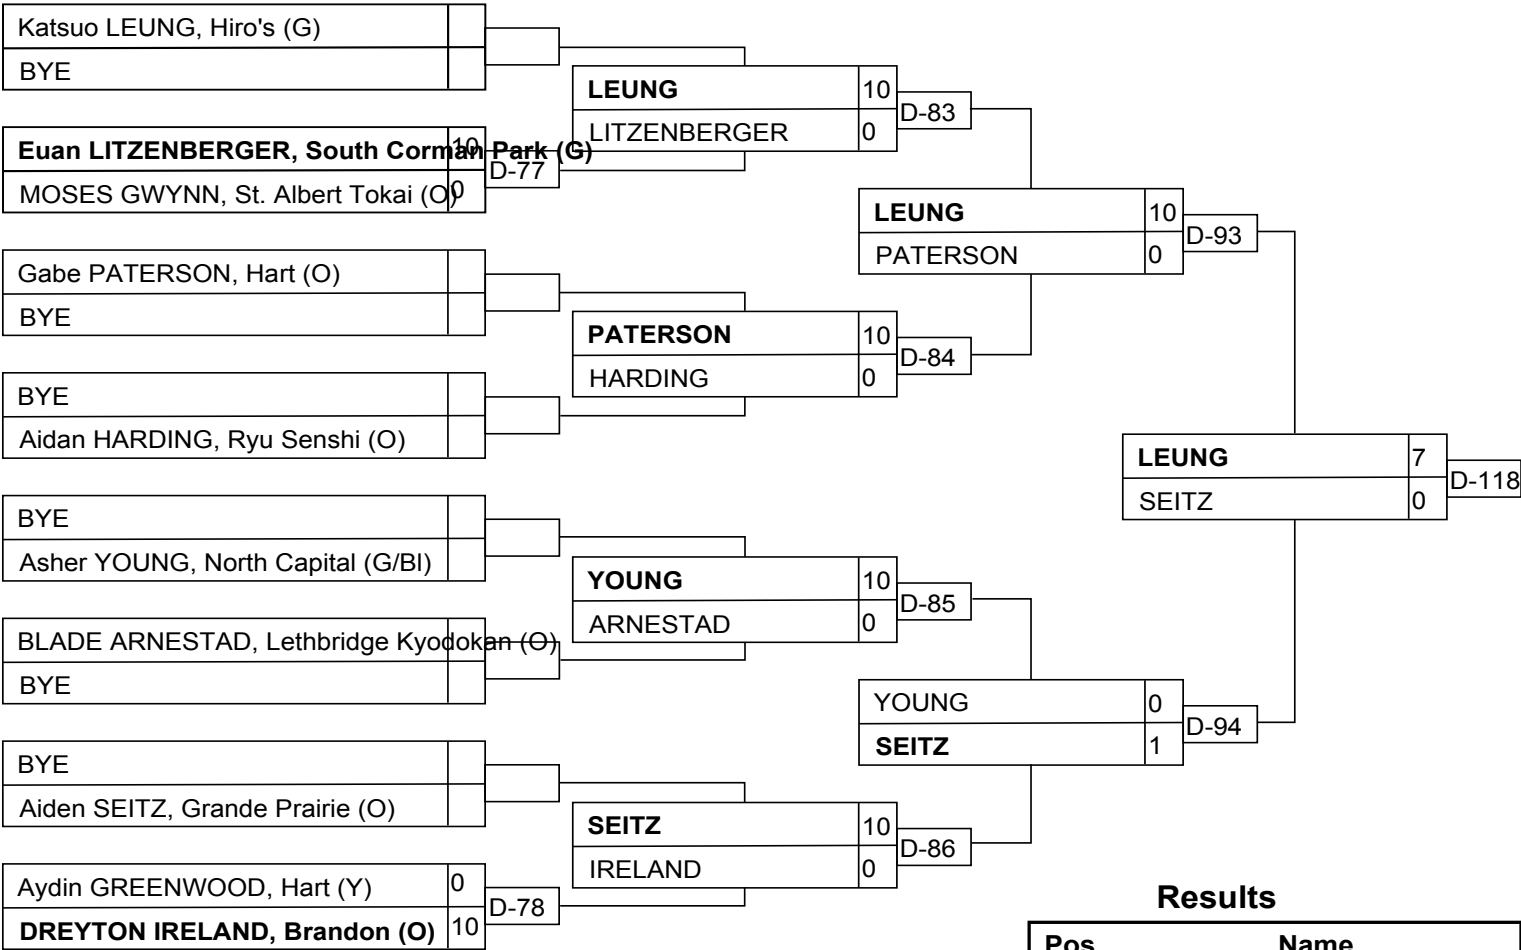 Katsuo LEUNG, Hiro's (G)
BYE
Euan LITZENBERGER, South Corman Park (G) 10
MOSES GWYNN, St. Albert Tokai (O) 0
D-77
Gabe PATERSON, Hart (O)
BYE
BYE
Aidan HARDING, Ryu Senshi (O)
BYE
Asher YOUNG, North Capital (G/Bl)
BLADE ARNESTAD, Lethbridge Kyodokan (O)
BYE
BYE
Aiden SEITZ, Grande Prairie (O)
Aydin GREENWOOD, Hart (Y) 0
DREYTON IRELAND, Brandon (O) 10
D-78
LEUNG 10
LITZENBERGER 0
D-83
PATERSON 10
HARDING 0
D-84
YOUNG 10
ARNESTAD 0
D-85
SEITZ 10
IRELAND 0
D-86
LEUNG 10
PATERSON 0
D-93
YOUNG 0
SEITZ 1
D-94
LEUNG 7
SEITZ 0
D-118
Results
Pos Name